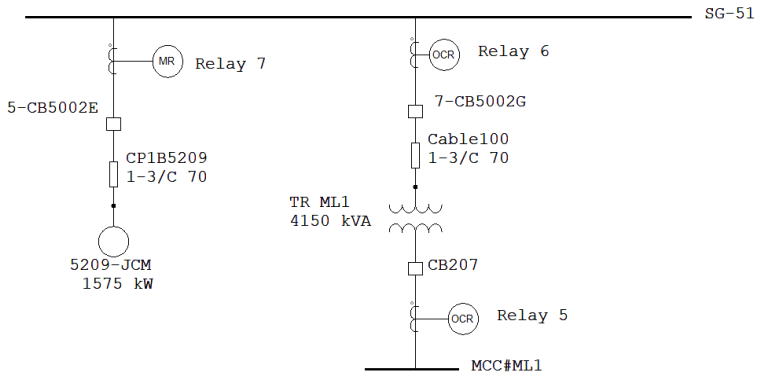 SG-51
MR
Relay 7
OCR
Relay 6
5-CB5002E
7-CB5002G
CP1B5209
1-3/C 70
Cable100
1-3/C 70
TR ML1
4150 kVA
5209-JCM
1575 kW
CB207
OCR
Relay 5
MCC#ML1